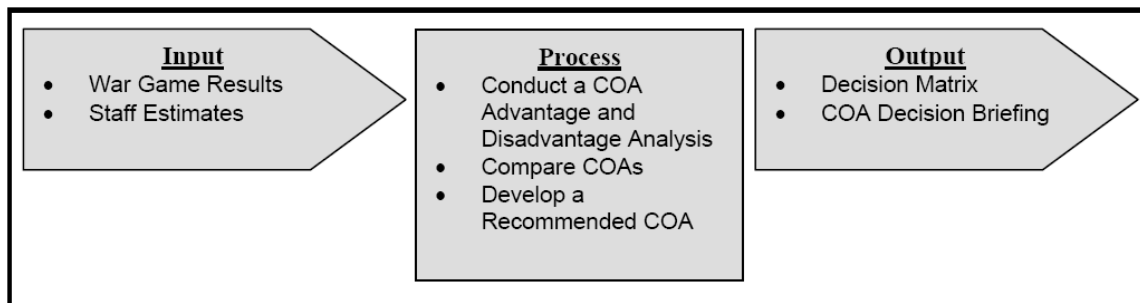 Input
• War Game Results
• Staff Estimates
Process
• Conduct a COA
Advantage and
Disadvantage Analysis
• Compare COAs
• Develop a
Recommended COA
Output
• Decision Matrix
• COA Decision Briefing